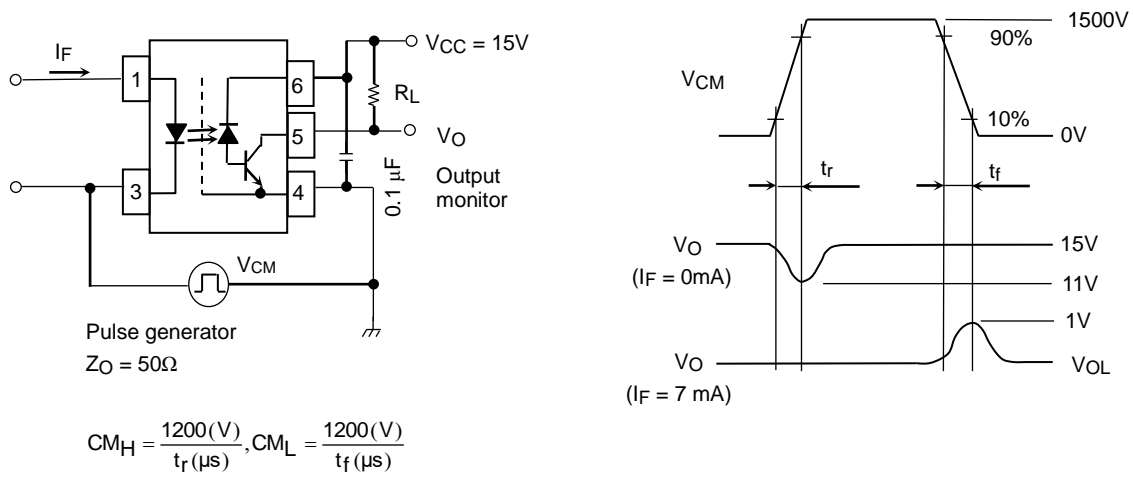 IF
1
3
6
5
4
VCC = 15V
RL
VO
Output
monitor
0.1 μF
VCM
Pulse generator
ZO = 50Ω
CMH = 1200(V) / tr(μs), CML = 1200(V) / tf(μs)
VCM
1500V
90%
10%
0V
tr
tf
VO
(IF = 0mA)
15V
11V
1V
VO
(IF = 7 mA)
VOL